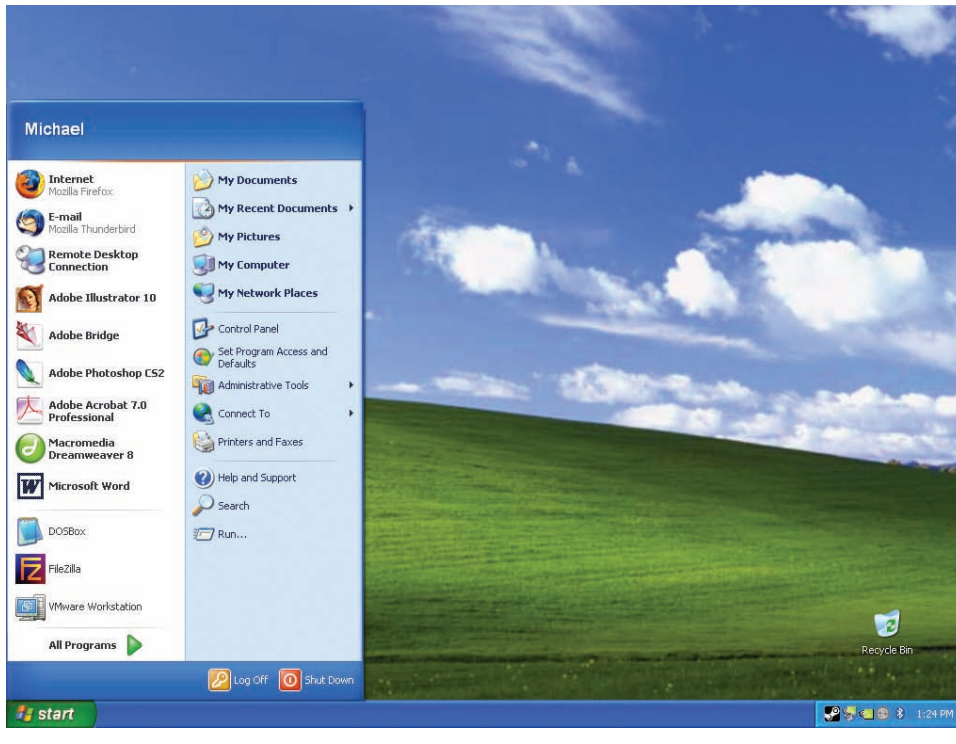 Michael
Internet
Mozilla Firefox
E-mail
Mozilla Thunderbird
Remote Desktop
Connection
Adobe Illustrator 10
Adobe Bridge
Adobe Photoshop CS2
Adobe Acrobat 7.0
Professional
Macromedia
Dreamweaver 8
Microsoft Word
DOSBox
FileZilla
VMware Workstation
All Programs
My Documents
My Recent Documents
My Pictures
My Computer
My Network Places
Control Panel
Set Program Access and
Defaults
Administrative Tools
Connect To
Printers and Faxes
Help and Support
Search
Run...
Log Off
Shut Down
Recycle Bin
start
1:24 PM